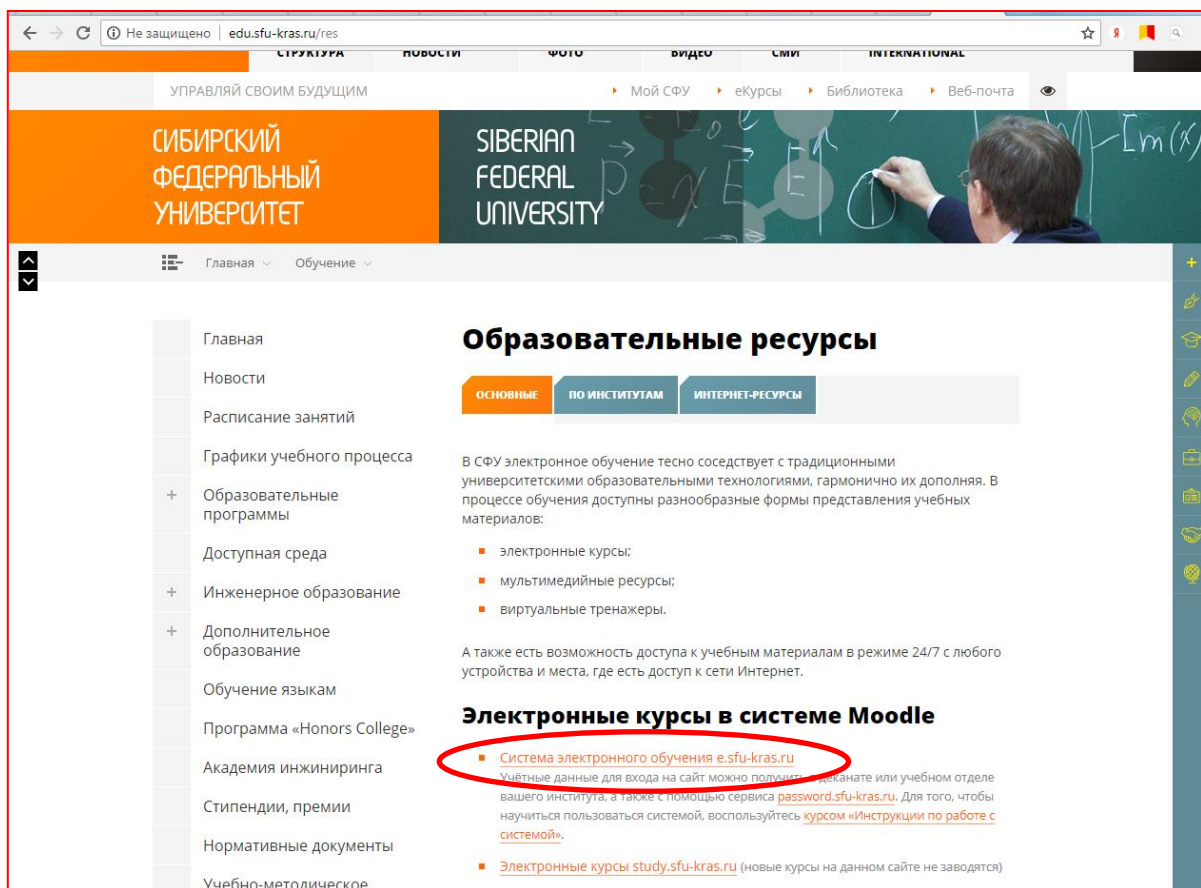 Не защищено | edu.sfu-kras.ru/res
СТРУКТУРА НОВОСТИ ФОТО ВИДЕО СМИ INTERNATIONAL
УПРАВЛЯЙ СВОИМ БУДУЩИМ
Мой СФУ еКурсы Библиотека Веб-почта
СИБИРСКИЙ
ФЕДЕРАЛЬНЫЙ
УНИВЕРСИТЕТ
SIBERIAN
FEDERAL
UNIVERSITY
Главная Обучение
Главная
Новости
Расписание занятий
Графики учебного процесса
Образовательные
программы
Доступная среда
Инженерное образование
Дополнительное
образование
Обучение языкам
Программа «Honors College»
Академия инжиниринга
Стипендии, премии
Нормативные документы
Учебно-методическое
Образовательные ресурсы
ОСНОВНЫЕ ПО ИНСТИТУТАМ ИНТЕРНЕТ-РЕСУРСЫ
В СФУ электронное обучение тесно соседствует с традиционными
университетскими образовательными технологиями, гармонично их дополняя. В
процессе обучения доступны разнообразные формы представления учебных
материалов:
электронные курсы;
мультимедийные ресурсы;
виртуальные тренажеры.
А также есть возможность доступа к учебным материалам в режиме 24/7 с любого
устройства и места, где есть доступ к сети Интернет.
Электронные курсы в системе Moodle
Система электронного обучения e.sfu-kras.ru
Учётные данные для входа на сайт можно получить деканате или учебном отделе
вашего института, а также с помощью сервиса password.sfu-kras.ru. Для того, чтобы
научиться пользоваться системой, воспользуйтесь курсом «Инструкции по работе с
системой».
Электронные курсы study.sfu-kras.ru (новые курсы на данном сайте не заводятся)